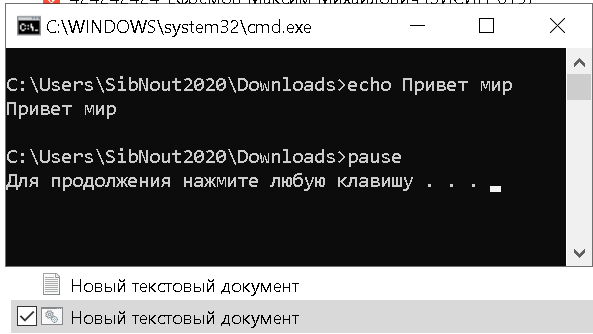 C:\WINDOWS\system32\cmd.exe
C:\Users\SibNout2020\Downloads>echo Привет мир
Привет мир
C:\Users\SibNout2020\Downloads>pause
Для продолжения нажмите любую клавишу . . .
Новый текстовый документ
Новый текстовый документ